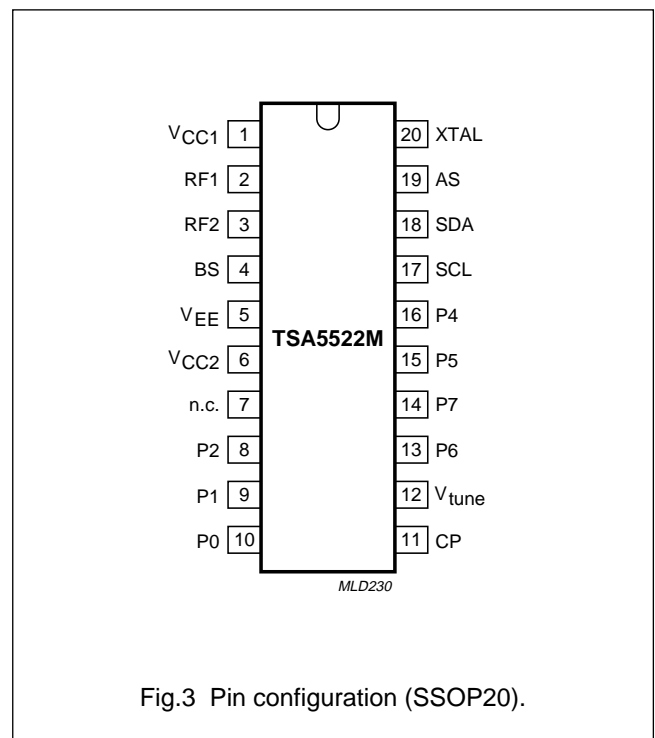 VCC1 1 20 XTAL
RF1 2 19 AS
RF2 3 18 SDA
BS 4 17 SCL
VEE 5 16 P4
TSA5522M
VCC2 6 15 P5
n.c. 7 14 P7
P2 8 13 P6
P1 9 12 Vtune
P0 10 11 CP
MLD230
Fig.3 Pin configuration (SSOP20).